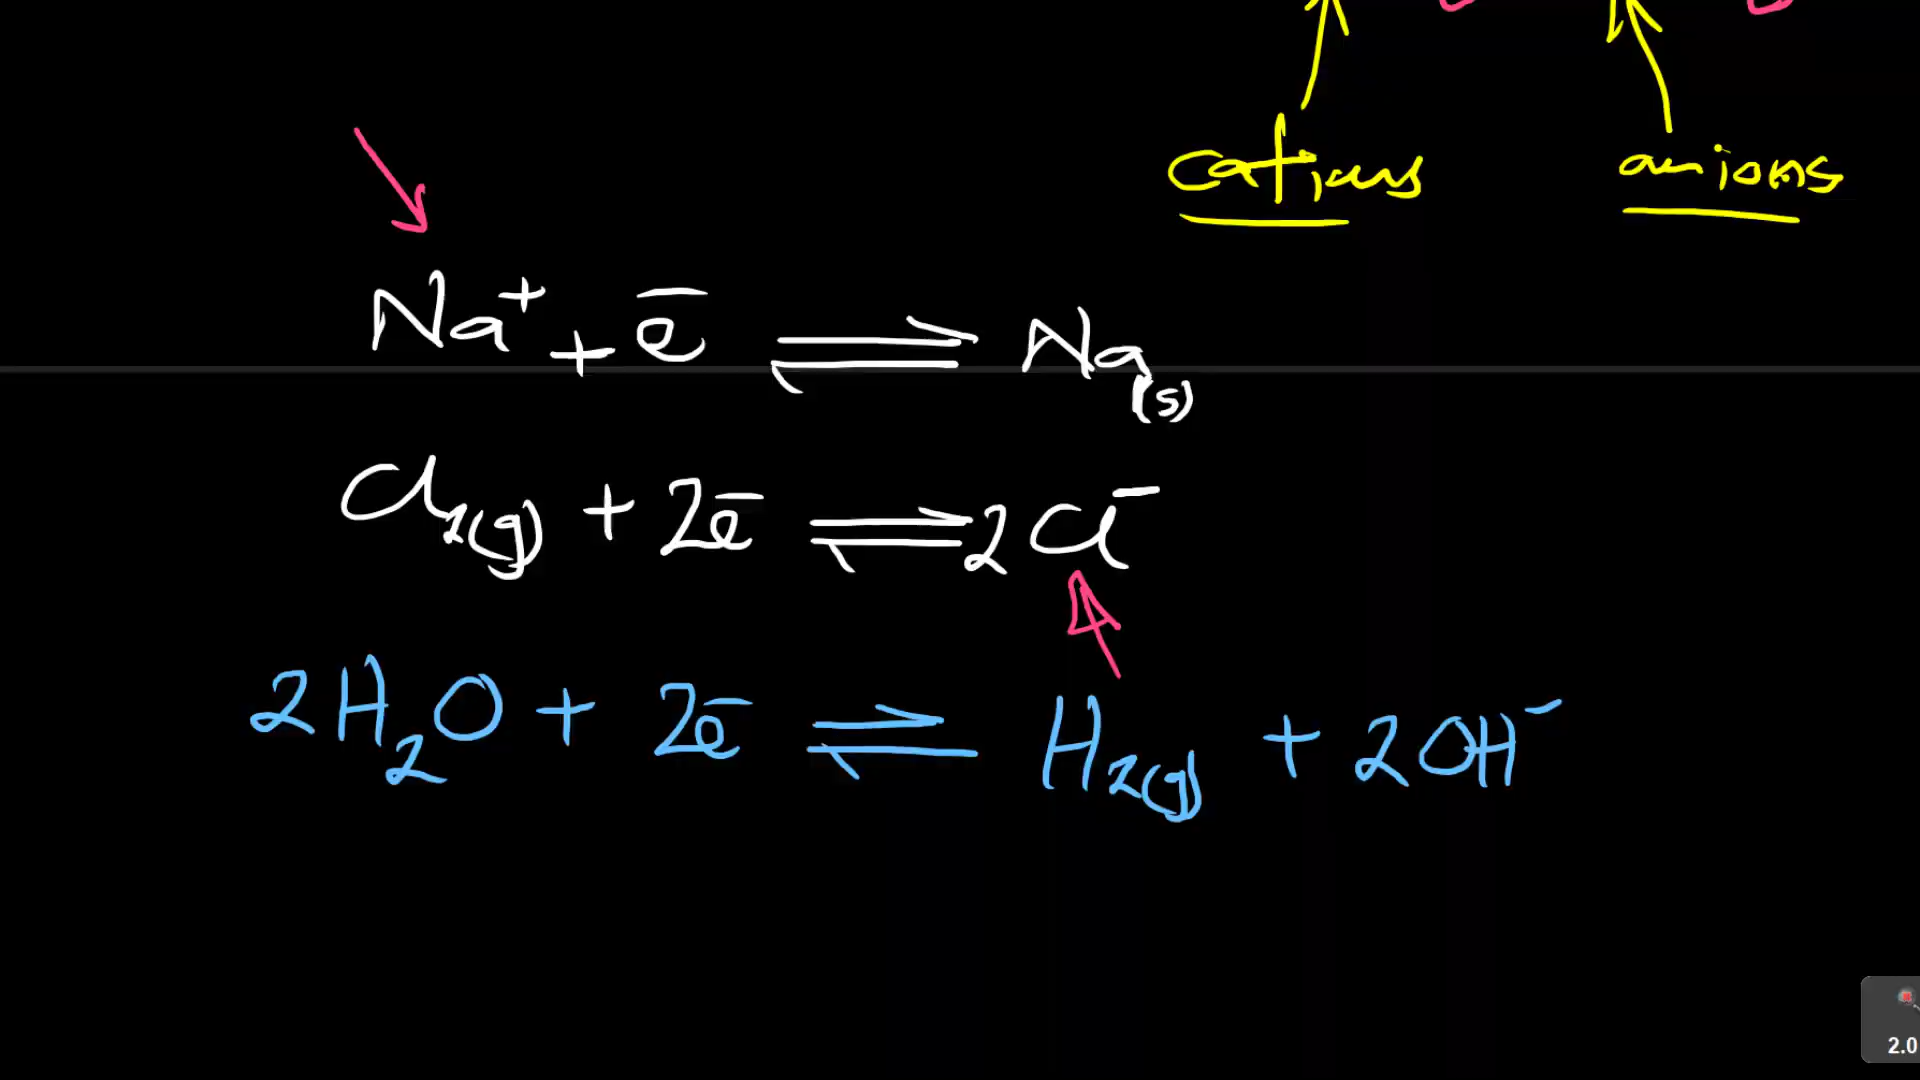 cations anions
Na⁺ + e̅ ⇌ Na(s)
Cl₂(g) + 2e̅ ⇌ 2Cl⁻
2H₂O + 2e̅ ⇌ H₂(g) + 2OH⁻
2.0